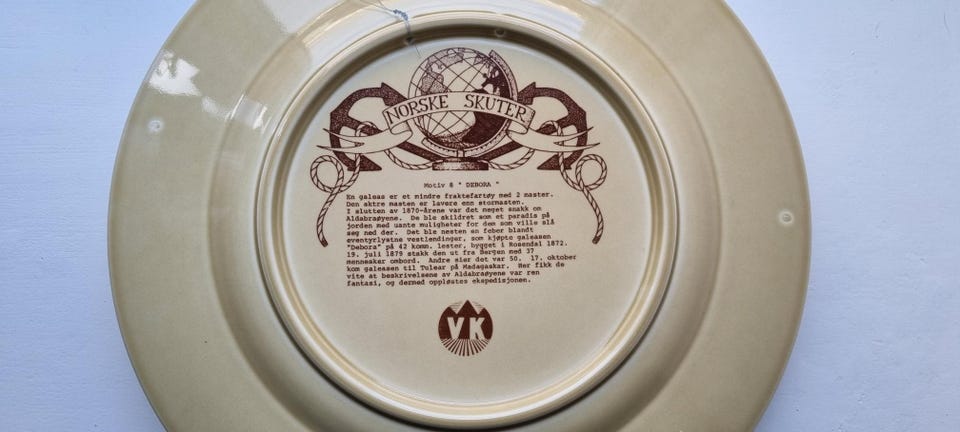 NORSKE SKUTER
Motiv 8 " DEBORA "
En galeas er et mindre fraktefartøy med 2 master.
Den aktre masten er lavere enn stormasten.
I slutten av 1870-årene var det meget snakk om
Aldabraøyene. De ble skildret som et paradis på
jorden med uante muligheter for dem som ville slå
seg ned der. Det ble nesten en feber blandt
eventyrlystne vestlendinger, som kjøpte galeasen
"Debora" på 42 komm. lester, bygget i Rosendal 1872.
19. juli 1879 stakk den ut fra Bergen med 37
mennesker ombord. Andre sier det var 50. 17. oktober
kom galeasen til Tulear på Madagaskar. Her fikk de
vite at beskrivelsene av Aldabraøyene var ren
fantasi, og dermed oppløstes ekspedisjonen.
VK